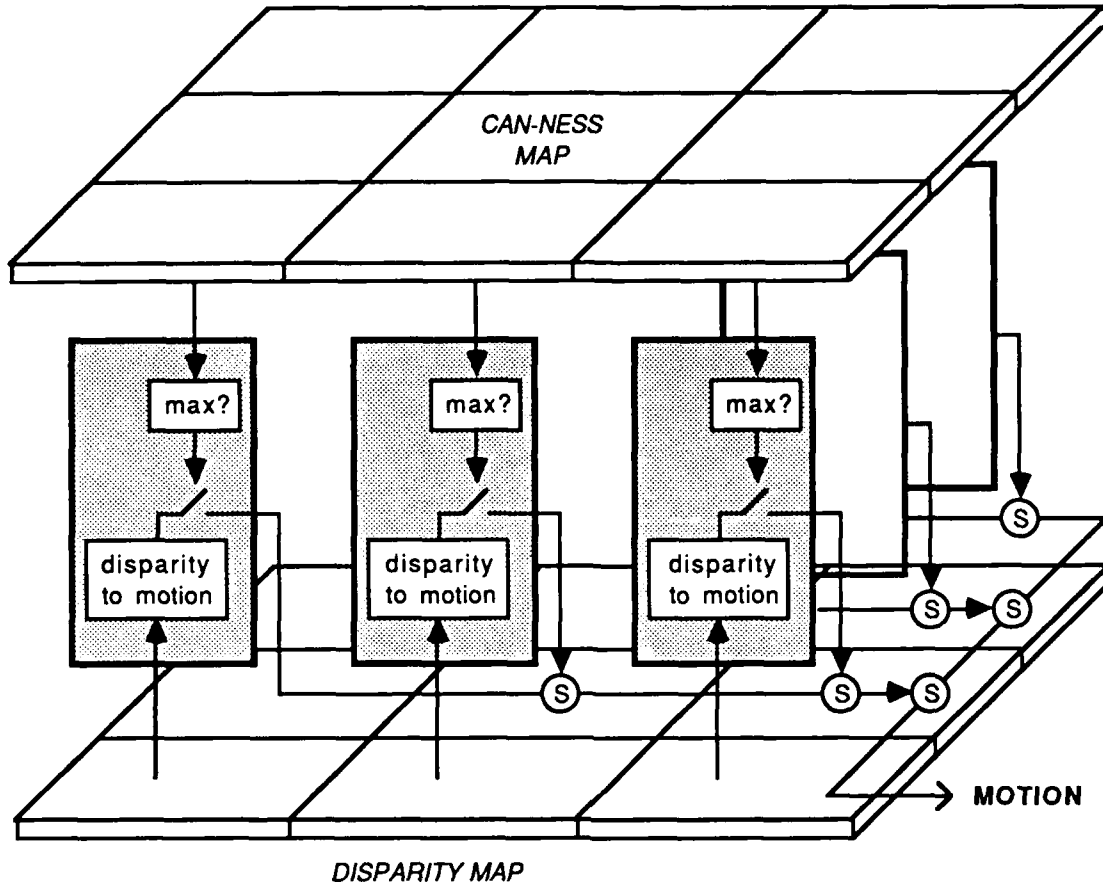 CAN-NESS
MAP
max?
max?
max?
disparity
to motion
disparity
to motion
disparity
to motion
S
S
S
S
S
S
MOTION
DISPARITY MAP